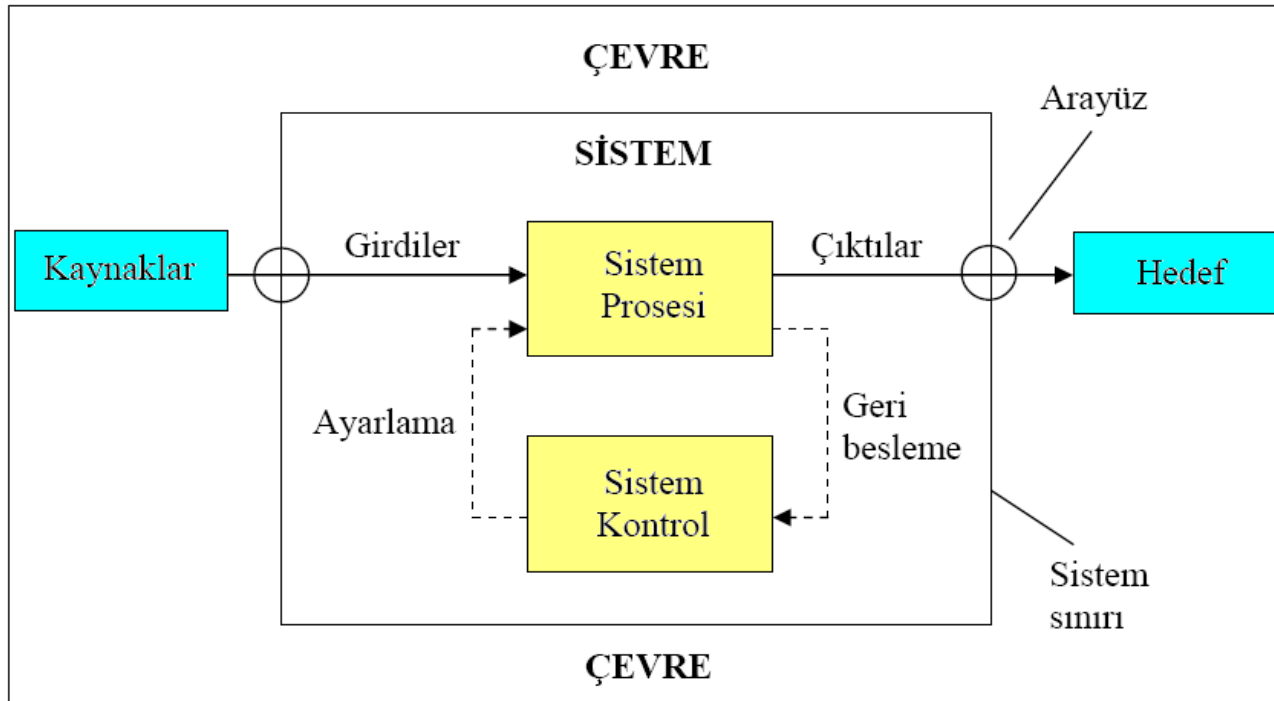 ÇEVRE
Arayüz
SİSTEM
Kaynaklar
Girdiler
Sistem
Prosesi
Çıktılar
Hedef
Ayarlama
Geri
besleme
Sistem
Kontrol
Sistem
sınırı
ÇEVRE